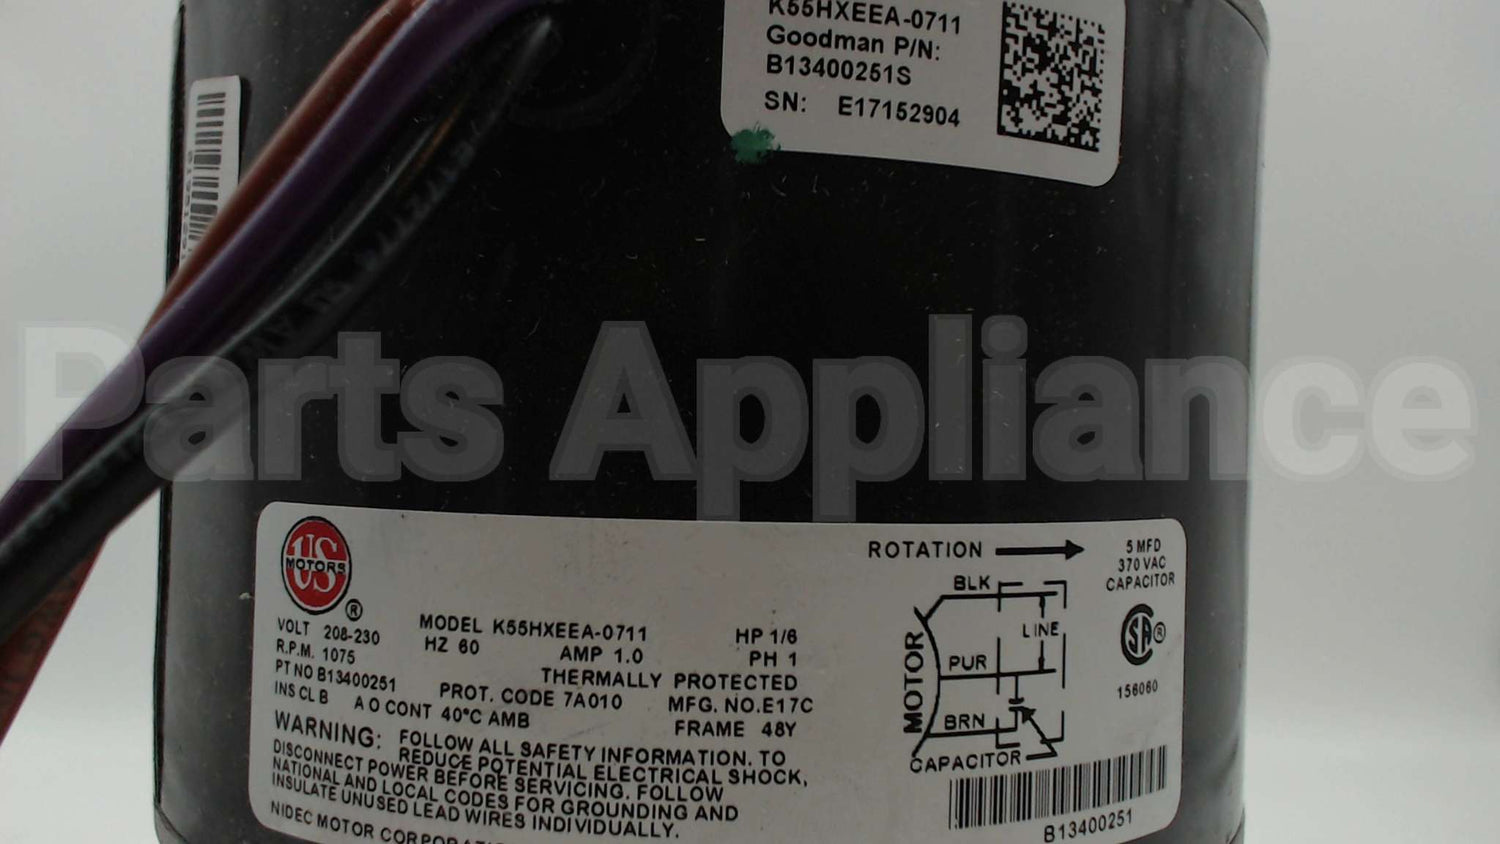 K55HXEEA-0711
Goodman P/N:
B13400251S
SN: E17152904
Parts Appliance
US
MOTORS
®
VOLT 208-230
MODEL K55HXEEA-0711
HP 1/6
R.P.M. 1075
HZ 60
AMP 1.0
PH 1
PT NO B13400251
THERMALLY PROTECTED
INS CL B
PROT. CODE 7A010
MFG. NO.E17C
A O CONT 40°C AMB
FRAME 48Y
WARNING: FOLLOW ALL SAFETY INFORMATION. TO
REDUCE POTENTIAL ELECTRICAL SHOCK,
DISCONNECT POWER BEFORE SERVICING. FOLLOW
NATIONAL AND LOCAL CODES FOR GROUNDING AND
INSULATE UNUSED LEAD WIRES INDIVIDUALLY.
NIDEC MOTOR
ROTATION
5 MFD
370 VAC
CAPACITOR
BLK
LINE
MOTOR
PUR
BRN
CAPACITOR
SA®
156060
B13400251